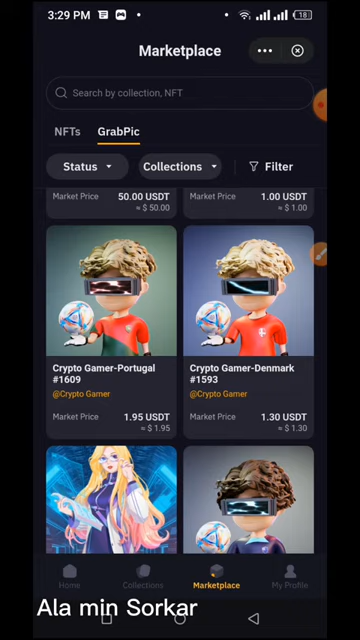 3:29 PM
18
Marketplace
Search by collection, NFT
NFTs GrabPic
Status Collections Filter
Market Price 50.00 USDT
≈ $ 50.00
Market Price 1.00 USDT
≈ $ 1.00
Crypto Gamer-Portugal
#1609
@Crypto Gamer
Market Price 1.95 USDT
≈ $ 1.95
Crypto Gamer-Denmark
#1593
@Crypto Gamer
Market Price 1.30 USDT
≈ $ 1.30
Home Collections Marketplace My Profile
Ala min Sorkar